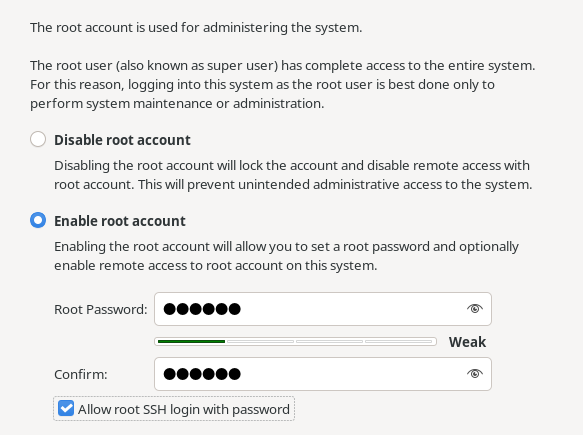 The root account is used for administering the system.
The root user (also known as super user) has complete access to the entire system.
For this reason, logging into this system as the root user is best done only to
perform system maintenance or administration.
Disable root account
Disabling the root account will lock the account and disable remote access with
root account. This will prevent unintended administrative access to the system.
Enable root account
Enabling the root account will allow you to set a root password and optionally
enable remote access to root account on this system.
Root Password: ●●●●●●
Weak
Confirm: ●●●●●●
Allow root SSH login with password